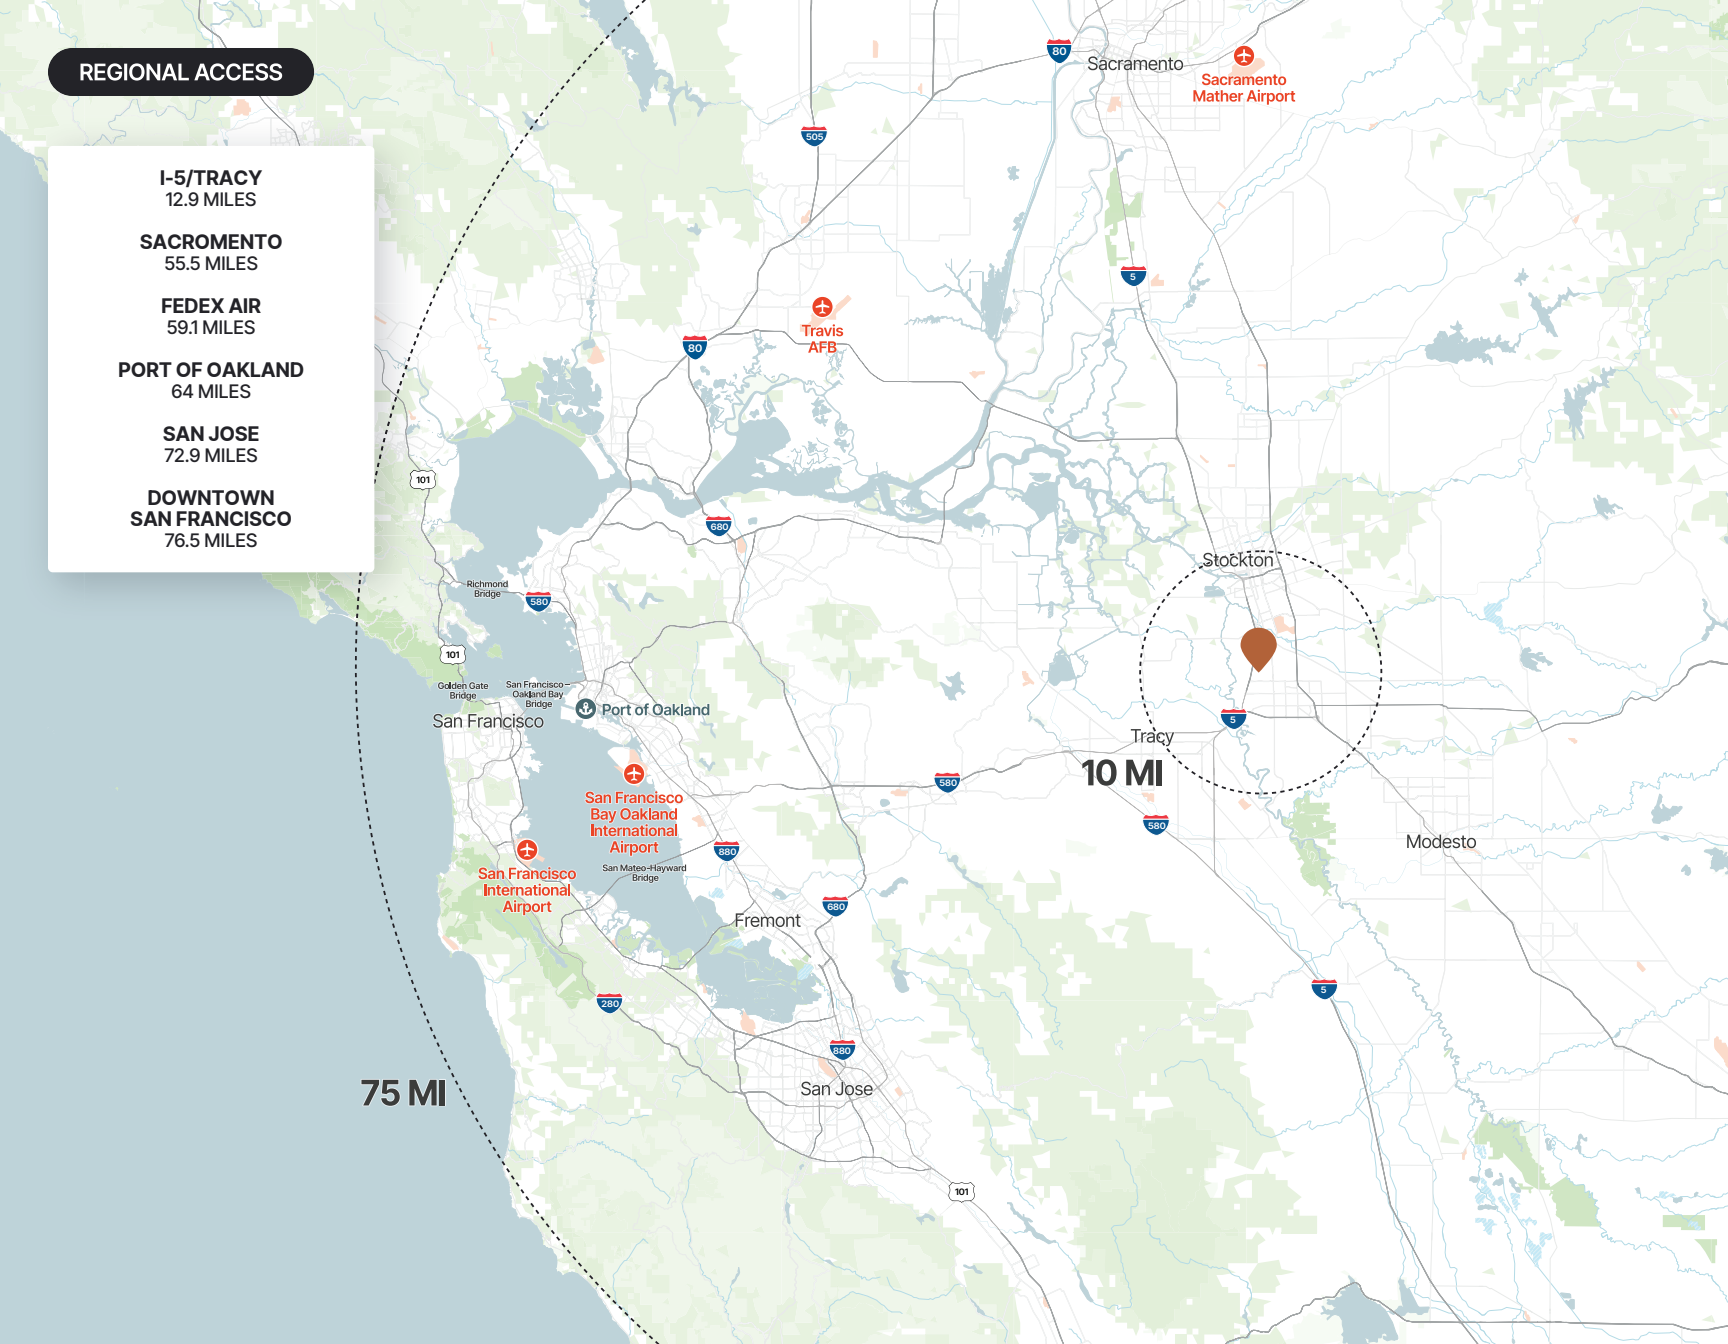 REGIONAL ACCESS
I-5/TRACY
12.9 MILES
SACROMENTO
55.5 MILES
FEDEX AIR
59.1 MILES
PORT OF OAKLAND
64 MILES
SAN JOSE
72.9 MILES
DOWNTOWN
SAN FRANCISCO
76.5 MILES
80
Sacramento
Sacramento
Mather Airport
505
5
Travis
AFB
80
101
680
Stockton
Richmond
Bridge
580
101
Golden Gate
Bridge
San Francisco–
Oakland Bay
Bridge
Port of Oakland
San Francisco
5
Tracy
10 MI
580
San Francisco
Bay Oakland
International
Airport
580
Modesto
880
San Francisco
International
Airport
San Mateo-Hayward
Bridge
680
Fremont
5
280
880
75 MI
San Jose
101